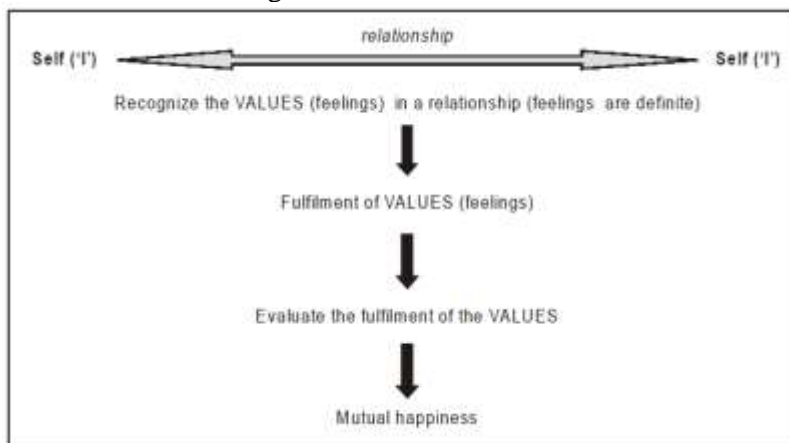 relationship
Self ('I') Self ('I')
Recognize the VALUES (feelings) in a relationship (feelings are definite)
Fulfilment of VALUES (feelings)
Evaluate the fulfilment of the VALUES
Mutual happiness